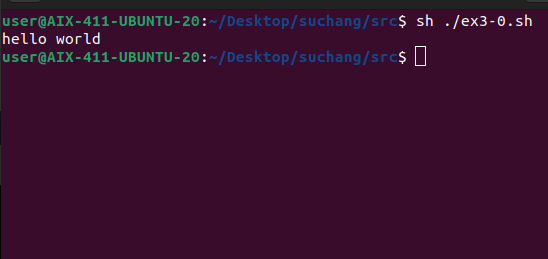 user@AIX-411-UBUNTU-20:~/Desktop/suchang/src$ sh ./ex3-0.sh
hello world
user@AIX-411-UBUNTU-20:~/Desktop/suchang/src$